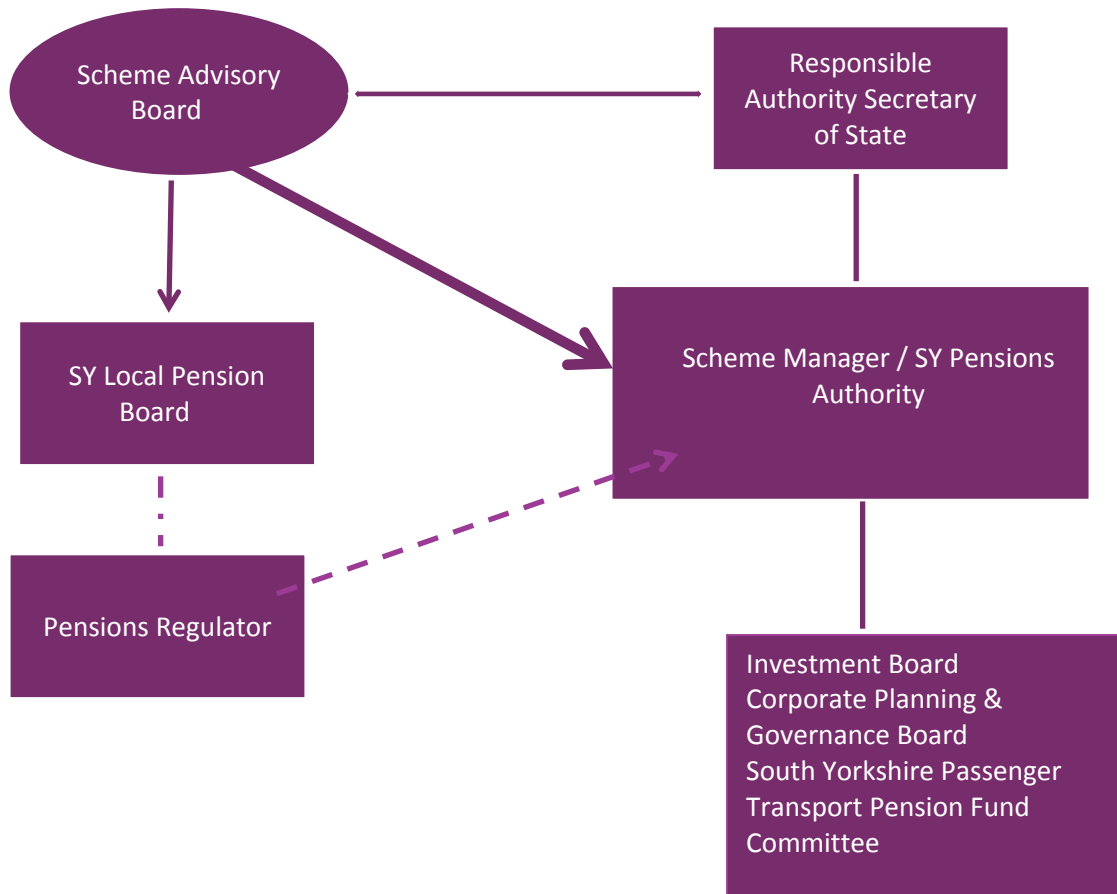 Scheme Advisory
Board
Responsible
Authority Secretary
of State
SY Local Pension
Board
Scheme Manager / SY Pensions
Authority
Pensions Regulator
Investment Board
Corporate Planning &
Governance Board
South Yorkshire Passenger
Transport Pension Fund
Committee